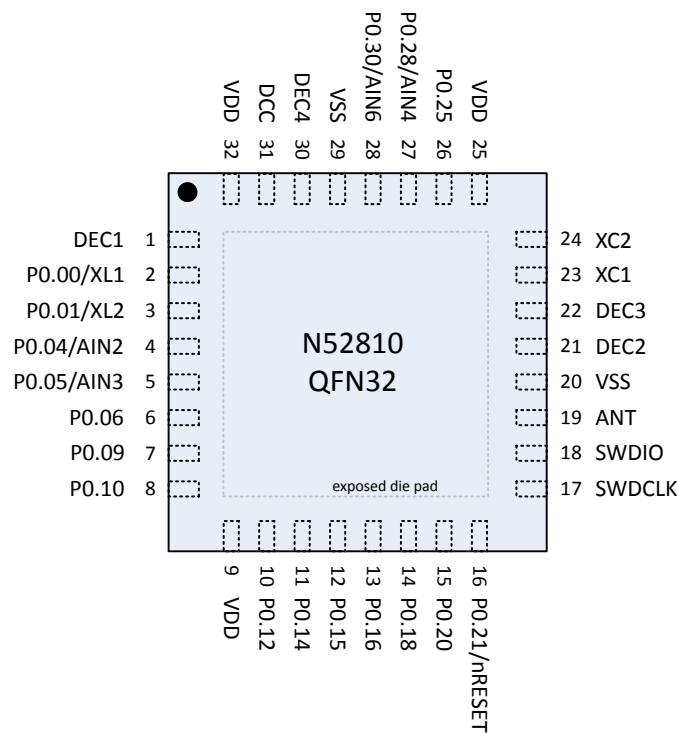 VDD 32
DCC 31
DEC4 30
VSS 29
P0.30/AIN6 28
P0.28/AIN4 27
P0.25 26
VDD 25
DEC1 1
P0.00/XL1 2
P0.01/XL2 3
P0.04/AIN2 4
P0.05/AIN3 5
P0.06 6
P0.09 7
P0.10 8
N52810
QFN32
exposed die pad
24 XC2
23 XC1
22 DEC3
21 DEC2
20 VSS
19 ANT
18 SWDIO
17 SWDCLK
9 VDD
10 P0.12
11 P0.14
12 P0.15
13 P0.16
14 P0.18
15 P0.20
16 P0.21/nRESET